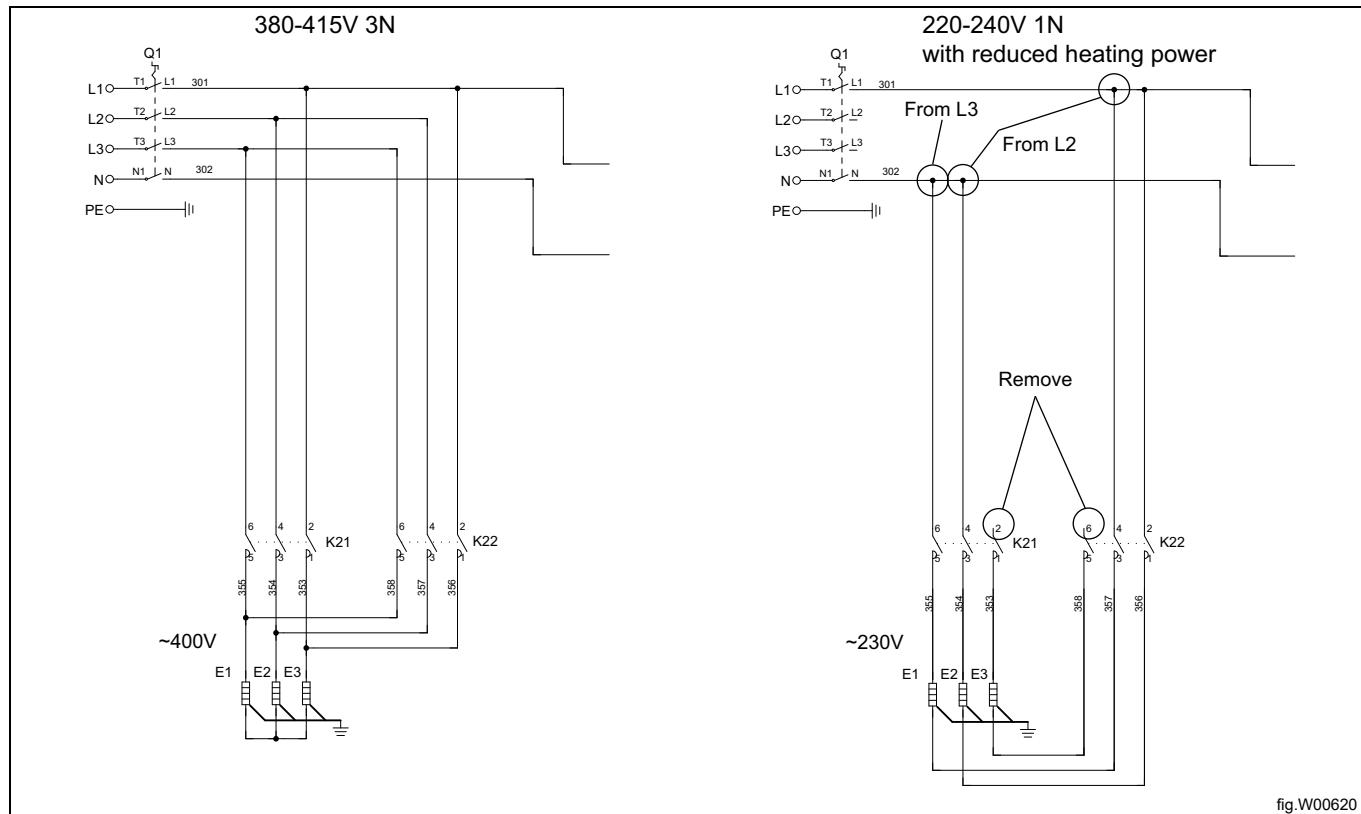 380-415V 3N
Q1
L1 T1 L1 301
L2 T2 L2
L3 T3 L3
N N1 N 302
PE
6 4 2 6 4 2
K21 K22
5 3 1 5 3 1
355 354 353 358 357 356
~400V
E1 E2 E3
220-240V 1N
with reduced heating power
Q1
L1 T1 L1 301
From L3
L2 T2 L2
From L2
L3 T3 L3
N N1 N 302
PE
Remove
6 4 2 6 4 2
K21 K22
5 3 1 5 3 1
355 354 353 358 357 356
~230V
E1 E2 E3
fig.W00620